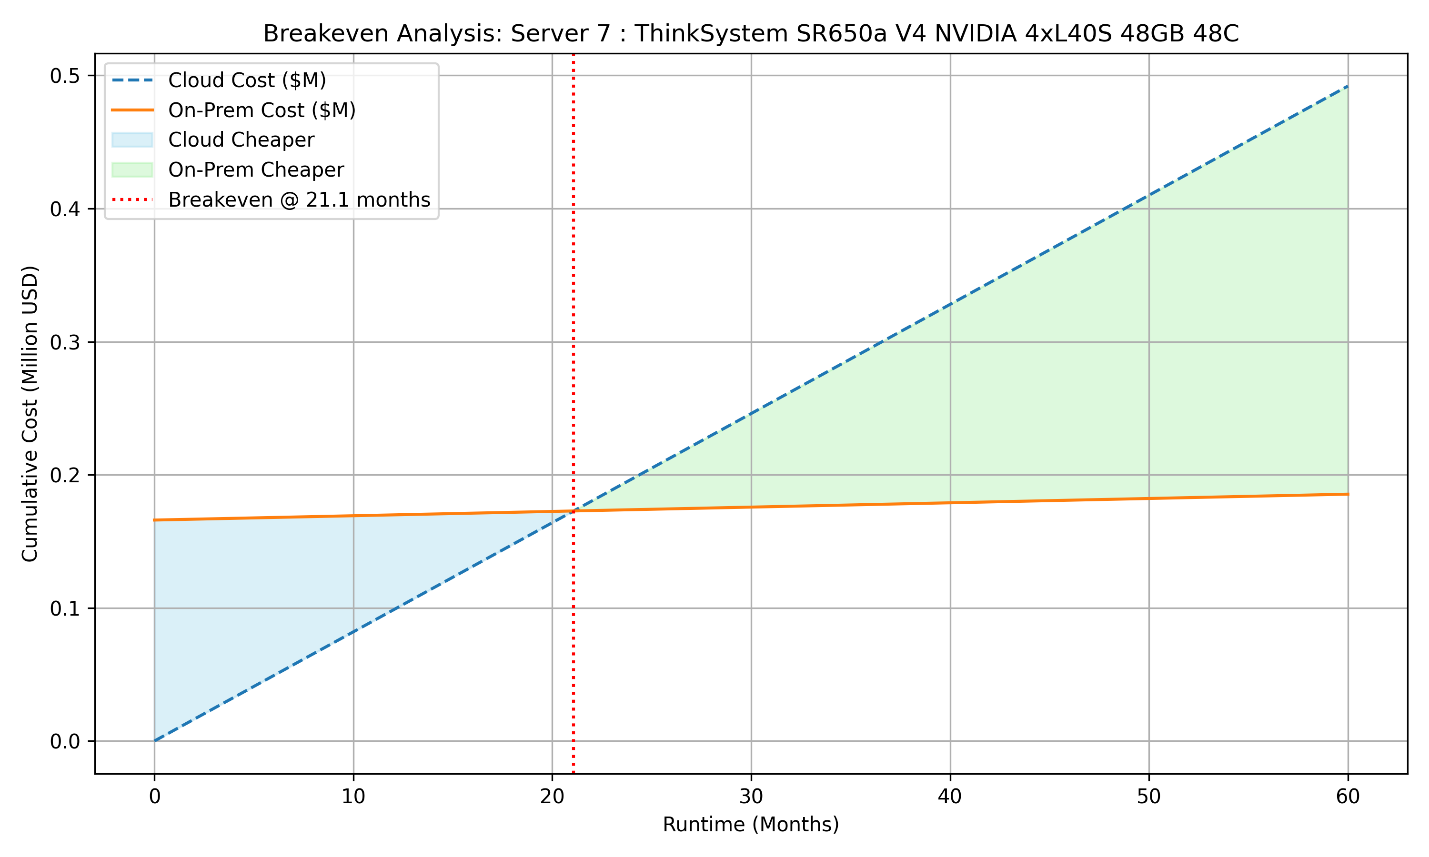 Breakeven Analysis: Server 7 : ThinkSystem SR650a V4 NVIDIA 4xL40S 48GB 48C
Cloud Cost ($M)
On-Prem Cost ($M)
Cloud Cheaper
On-Prem Cheaper
Breakeven @ 21.1 months
Cumulative Cost (Million USD)
0.5
0.4
0.3
0.2
0.1
0.0
0 10 20 30 40 50 60
Runtime (Months)